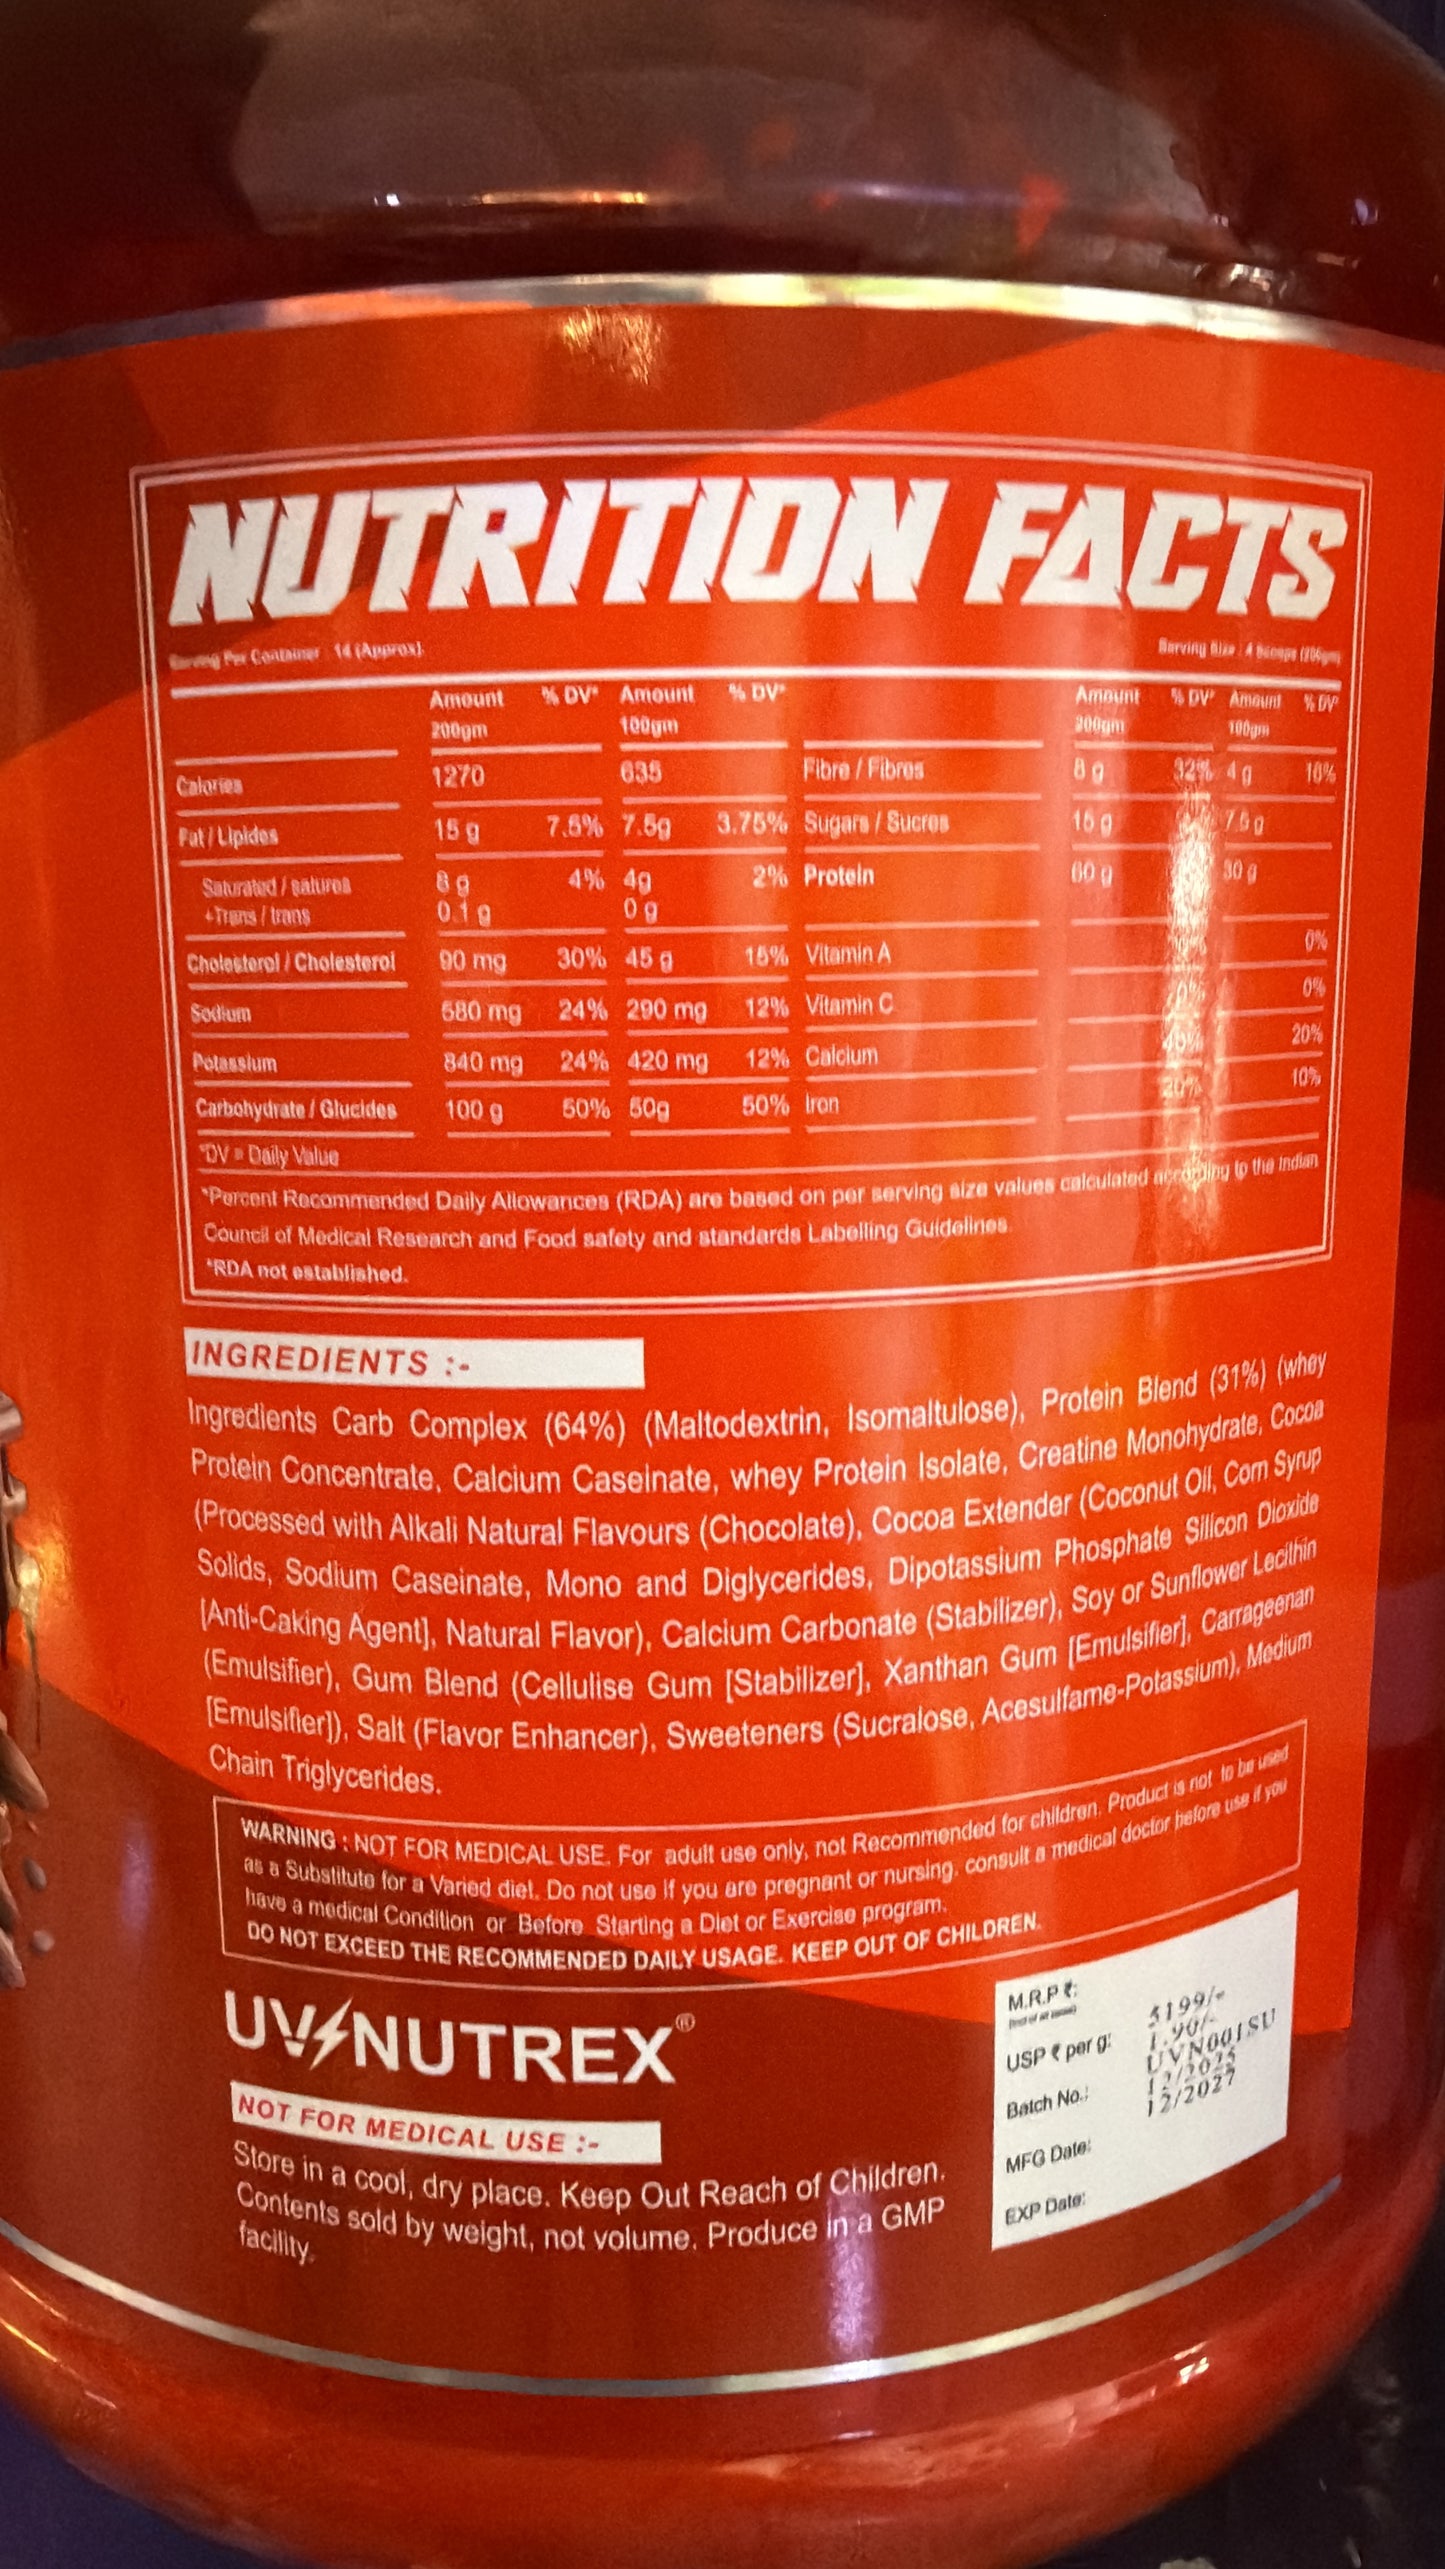 NUTRITION FACTS
Serving Per Container 14 (Approx) Serving Size : 4 Scoops
Amount % DV* Amount % DV* Amount % DV* Amount % DV*
200gm 100gm 200gm 100gm
Calories 1270 635 Fibre / Fibres 8 g 32% 4 g 16%
Fat / Lipides 15 g 7.5% 7.5g 3.75% Sugars / Sucres 15 g 7.5 g
Saturated / satures 8 g 4% 4g 2% Protein 60 g 30 g
+Trans / trans 0.1 g 0 g
Cholesterol / Cholesterol 90 mg 30% 45 g 15% Vitamin A 0%
Sodium 580 mg 24% 290 mg 12% Vitamin C 0% 0%
Potassium 840 mg 24% 420 mg 12% Calcium 40% 20%
Carbohydrate / Glucides 100 g 50% 50g 50% Iron 20% 10%
*DV = Daily Value
*Percent Recommended Daily Allowances (RDA) are based on per serving size values calculated according to the Indian
Council of Medical Research and Food safety and standards Labelling Guidelines.
*RDA not established.
INGREDIENTS :-
Ingredients Carb Complex (64%) (Maltodextrin, Isomaltulose), Protein Blend (31%) (whey
Protein Concentrate, Calcium Caseinate, whey Protein Isolate, Creatine Monohydrate, Cocoa
(Processed with Alkali Natural Flavours (Chocolate), Cocoa Extender (Coconut Oil, Corn Syrup
Solids, Sodium Caseinate, Mono and Diglycerides, Dipotassium Phosphate Silicon Dioxide
[Anti-Caking Agent], Natural Flavor), Calcium Carbonate (Stabilizer), Soy or Sunflower Lecithin
(Emulsifier), Gum Blend (Cellulise Gum [Stabilizer], Xanthan Gum [Emulsifier], Carrageenan
[Emulsifier]), Salt (Flavor Enhancer), Sweeteners (Sucralose, Acesulfame-Potassium), Medium
Chain Triglycerides.
WARNING : NOT FOR MEDICAL USE. For adult use only, not Recommended for children. Product is not to be used
as a Substitute for a Varied diet. Do not use if you are pregnant or nursing. consult a medical doctor before use if you
have a medical Condition or Before Starting a Diet or Exercise program.
DO NOT EXCEED THE RECOMMENDED DAILY USAGE. KEEP OUT OF CHILDREN.
UV NUTREX®
NOT FOR MEDICAL USE :-
Store in a cool, dry place. Keep Out Reach of Children.
Contents sold by weight, not volume. Produce in a GMP
facility.
M.R.P ₹: 5199/-
USP ₹ per g: 1.90/-
Batch No.: UVN001SU
MFG Date: 12/2025
EXP Date: 12/2027